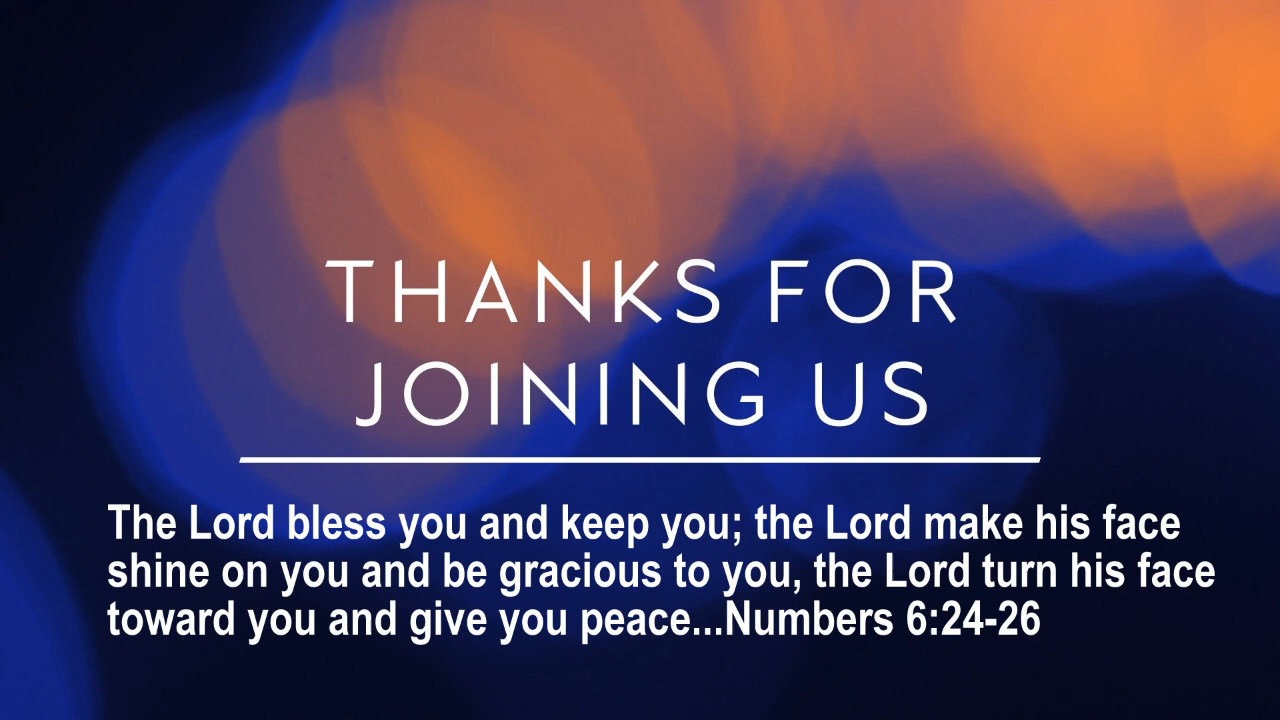 THANKS FOR
JOINING US
The Lord bless you and keep you; the Lord make his face
shine on you and be gracious to you, the Lord turn his face
toward you and give you peace...Numbers 6:24-26